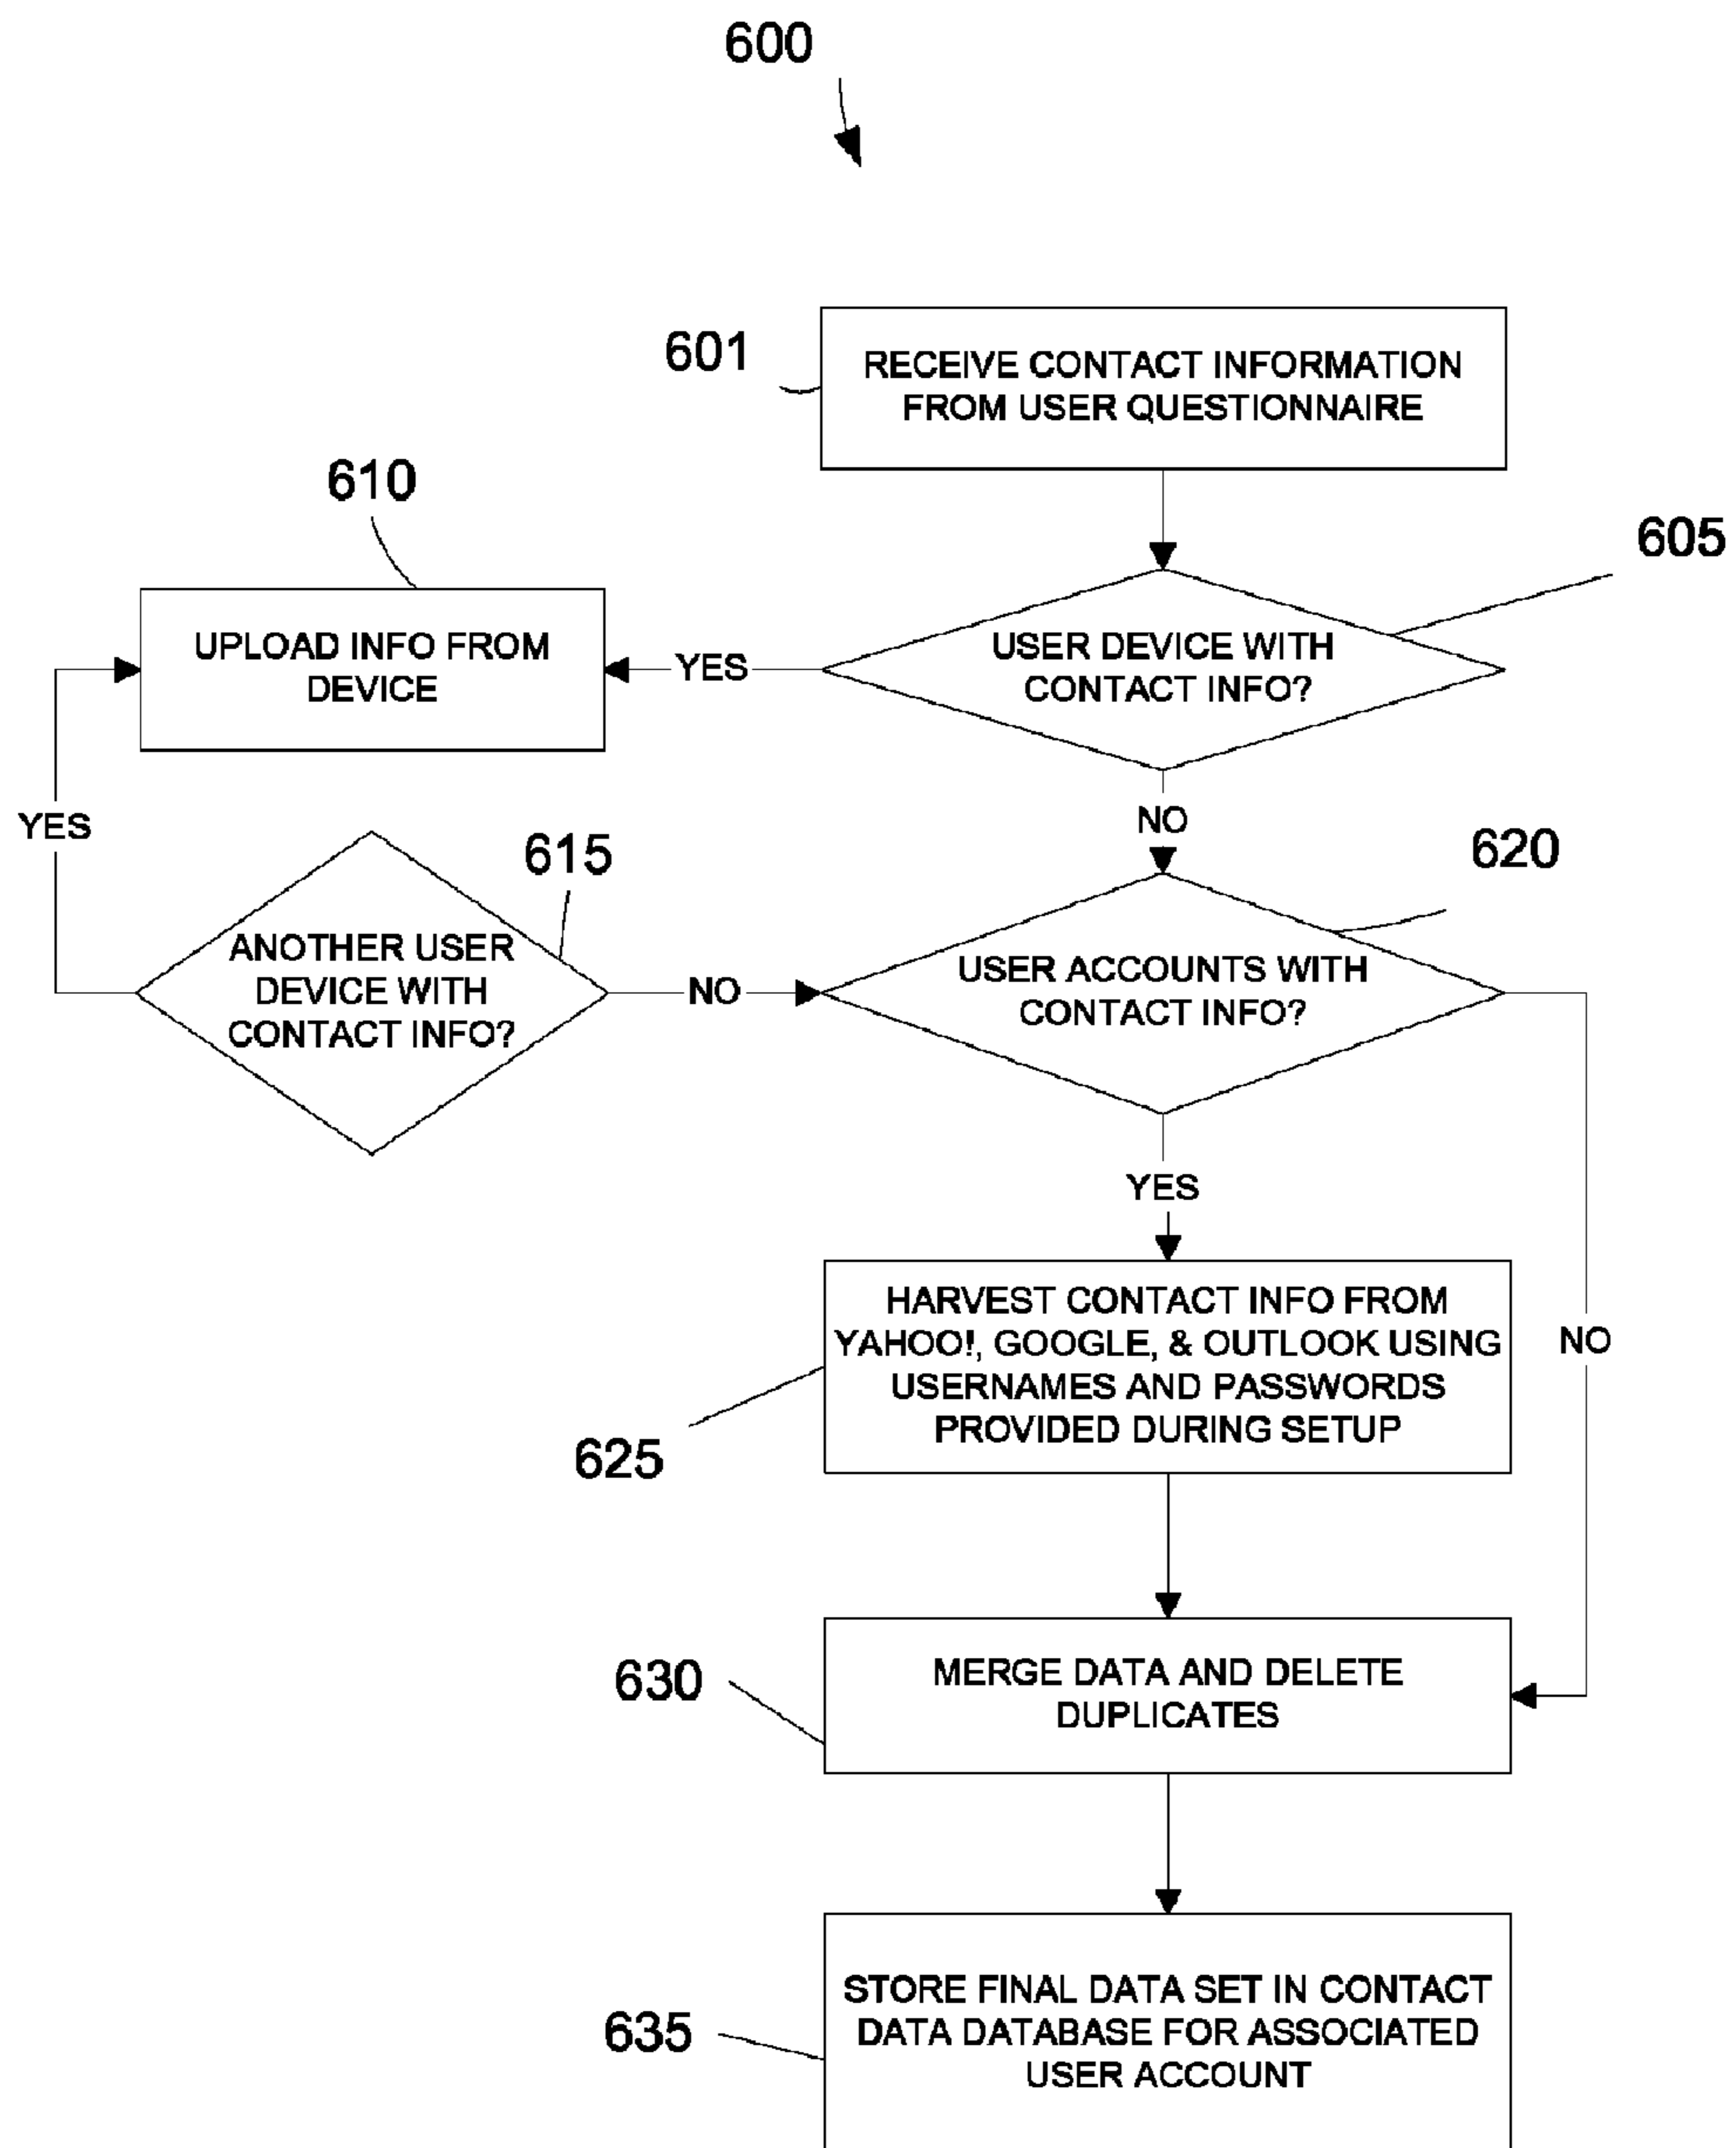 600
601
RECEIVE CONTACT INFORMATION
FROM USER QUESTIONNAIRE
610
605
UPLOAD INFO FROM
DEVICE
YES
USER DEVICE WITH
CONTACT INFO?
YES
NO
615
620
ANOTHER USER
DEVICE WITH
CONTACT INFO?
NO
USER ACCOUNTS WITH
CONTACT INFO?
YES
HARVEST CONTACT INFO FROM
YAHOO!, GOOGLE, & OUTLOOK USING
USERNAMES AND PASSWORDS
PROVIDED DURING SETUP
NO
625
630
MERGE DATA AND DELETE
DUPLICATES
635
STORE FINAL DATA SET IN CONTACT
DATA DATABASE FOR ASSOCIATED
USER ACCOUNT